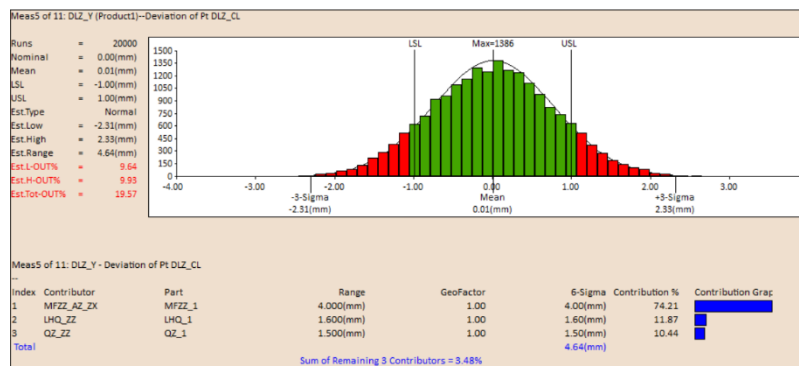 Meas5 of 11: DLZ_Y (Product1)--Deviation of Pt DLZ_CL
Runs = 20000
Nominal = 0.00(mm)
Mean = 0.01(mm)
LSL = -1.00(mm)
USL = 1.00(mm)
Est.Type Normal
Est.Low = -2.31(mm)
Est.High = 2.33(mm)
Est.Range = 4.64(mm)
Est.L-OUT% = 9.64
Est.H-OUT% = 9.93
Est.Tot-OUT% = 19.57
LSL Max=1386 USL
1500
1350
1200
1050
900
750
600
450
300
150
0
-4.00 -3.00 -2.00 -1.00 0.00 1.00 2.00 3.00
-3-Sigma Mean +3-Sigma
-2.31(mm) 0.01(mm) 2.33(mm)
Meas5 of 11: DLZ_Y - Deviation of Pt DLZ_CL
--
Index Contributor Part Range GeoFactor 6-Sigma Contribution % Contribution Grap
1 MFZZ_AZ_ZX MFZZ_1 4.000(mm) 1.00 4.00(mm) 74.21
2 LHQ_ZZ LHQ_1 1.600(mm) 1.00 1.60(mm) 11.87
3 QZ_ZZ QZ_1 1.500(mm) 1.00 1.50(mm) 10.44
Total 4.64(mm)
Sum of Remaining 3 Contributors = 3.48%